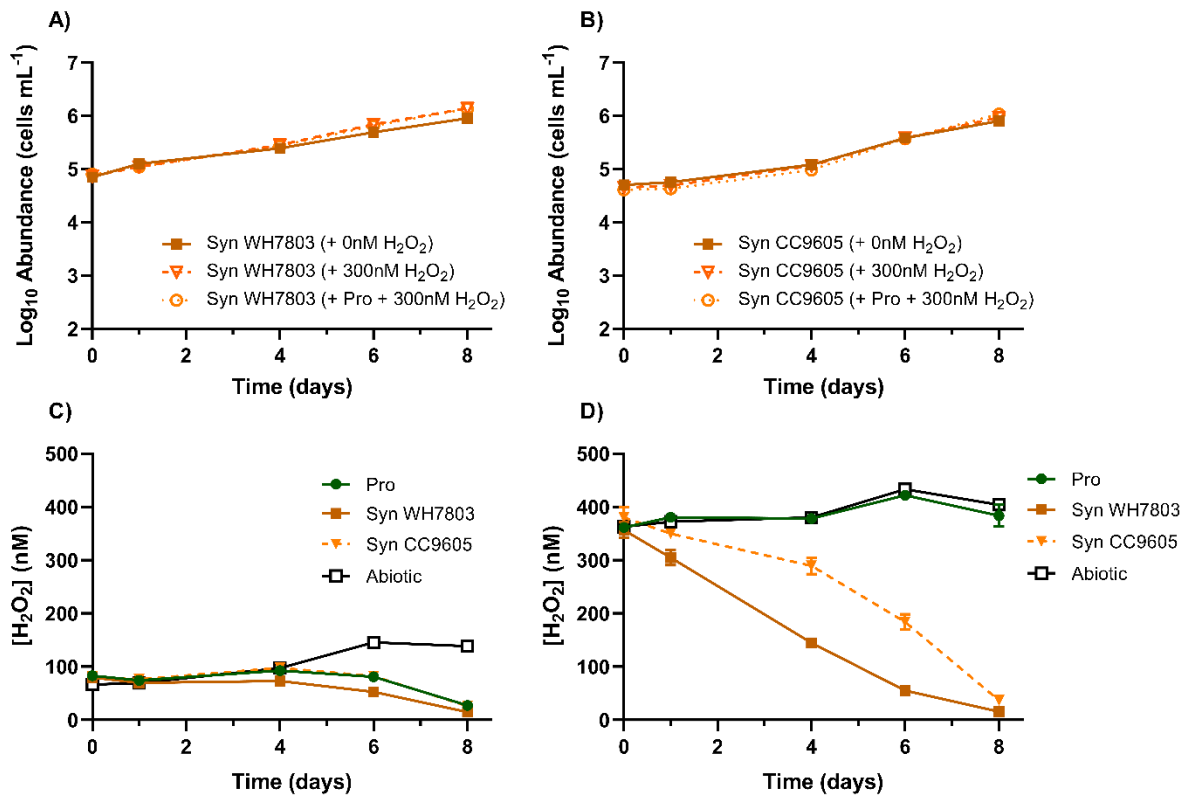 A)
Log₁₀ Abundance (cells mL⁻¹)
7
6
5
4
3
2
Syn WH7803 (+ 0nM H₂O₂)
Syn WH7803 (+ 300nM H₂O₂)
Syn WH7803 (+ Pro + 300nM H₂O₂)
0 2 4 6 8
Time (days)
B)
Log₁₀ Abundance (cells mL⁻¹)
7
6
5
4
3
2
Syn CC9605 (+ 0nM H₂O₂)
Syn CC9605 (+ 300nM H₂O₂)
Syn CC9605 (+ Pro + 300nM H₂O₂)
0 2 4 6 8
Time (days)
C)
[H₂O₂] (nM)
500
400
300
200
100
0
Pro
Syn WH7803
Syn CC9605
Abiotic
0 2 4 6 8
Time (days)
D)
[H₂O₂] (nM)
500
400
300
200
100
0
Pro
Syn WH7803
Syn CC9605
Abiotic
0 2 4 6 8
Time (days)